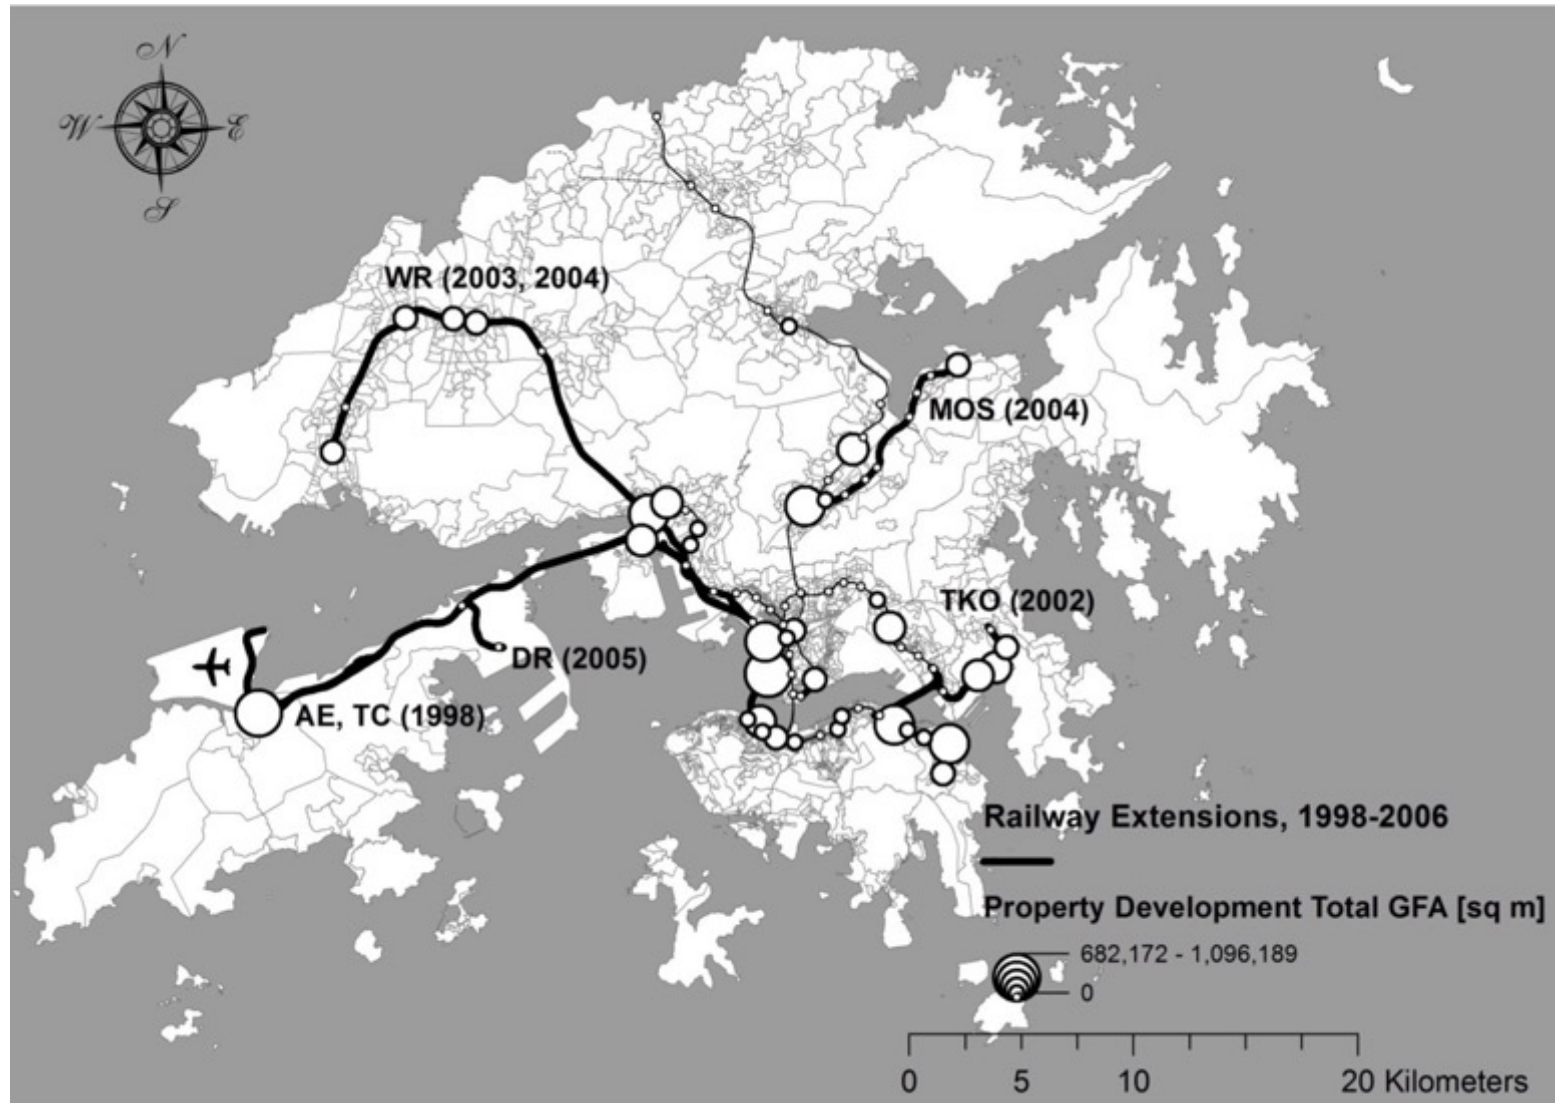 N
W
E
S
WR (2003, 2004)
MOS (2004)
TKO (2002)
DR (2005)
AE, TC (1998)
Railway Extensions, 1998-2006
Property Development Total GFA [sq m]
682,172 - 1,096,189
0
0 5 10 20 Kilometers